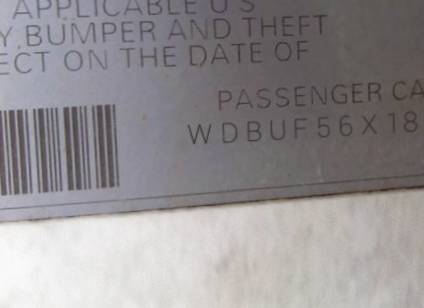 APPLICABLE U S
Y, BUMPER AND THEFT
ECT ON THE DATE OF
PASSENGER CA
WDBUF56X18